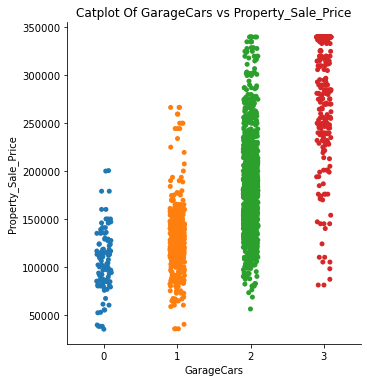 Catplot Of GarageCars vs Property_Sale_Price
350000
300000
250000
200000
150000
100000
50000
Property_Sale_Price
0 1 2 3
GarageCars